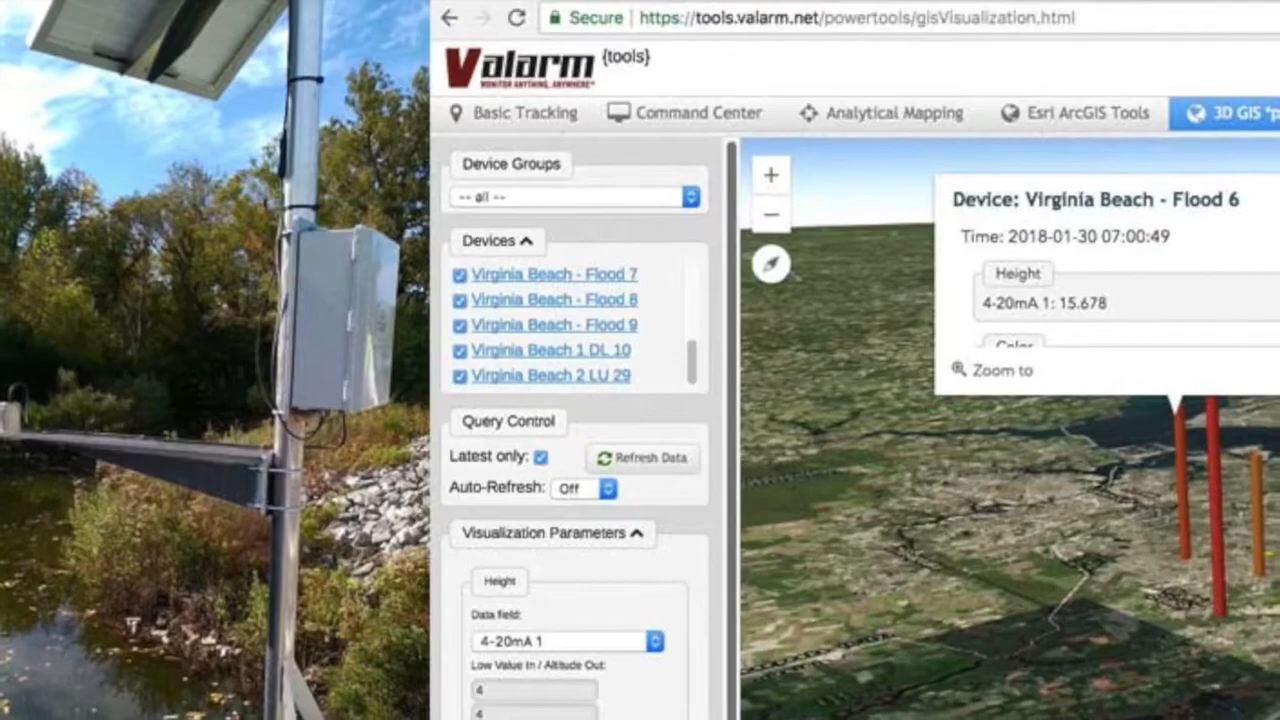 Secure
https://tools.valarm.net/powertools/gisVisualization.html
Valarm {tools}
MONITOR ANYTHING, ANYWHERE™
Basic Tracking
Command Center
Analytical Mapping
Esri ArcGIS Tools
3D GIS "p
Device Groups
-- all --
Devices
Virginia Beach - Flood 7
Virginia Beach - Flood 8
Virginia Beach - Flood 9
Virginia Beach 1 DL 10
Virginia Beach 2 LU 29
Query Control
Latest only:
Refresh Data
Auto-Refresh: Off
Visualization Parameters
Height
Data field:
4-20mA 1
Low Value In / Altitude Out:
4
4
+
−
Device: Virginia Beach - Flood 6
Time: 2018-01-30 07:00:49
Height
4-20mA 1: 15.678
Color
Zoom to